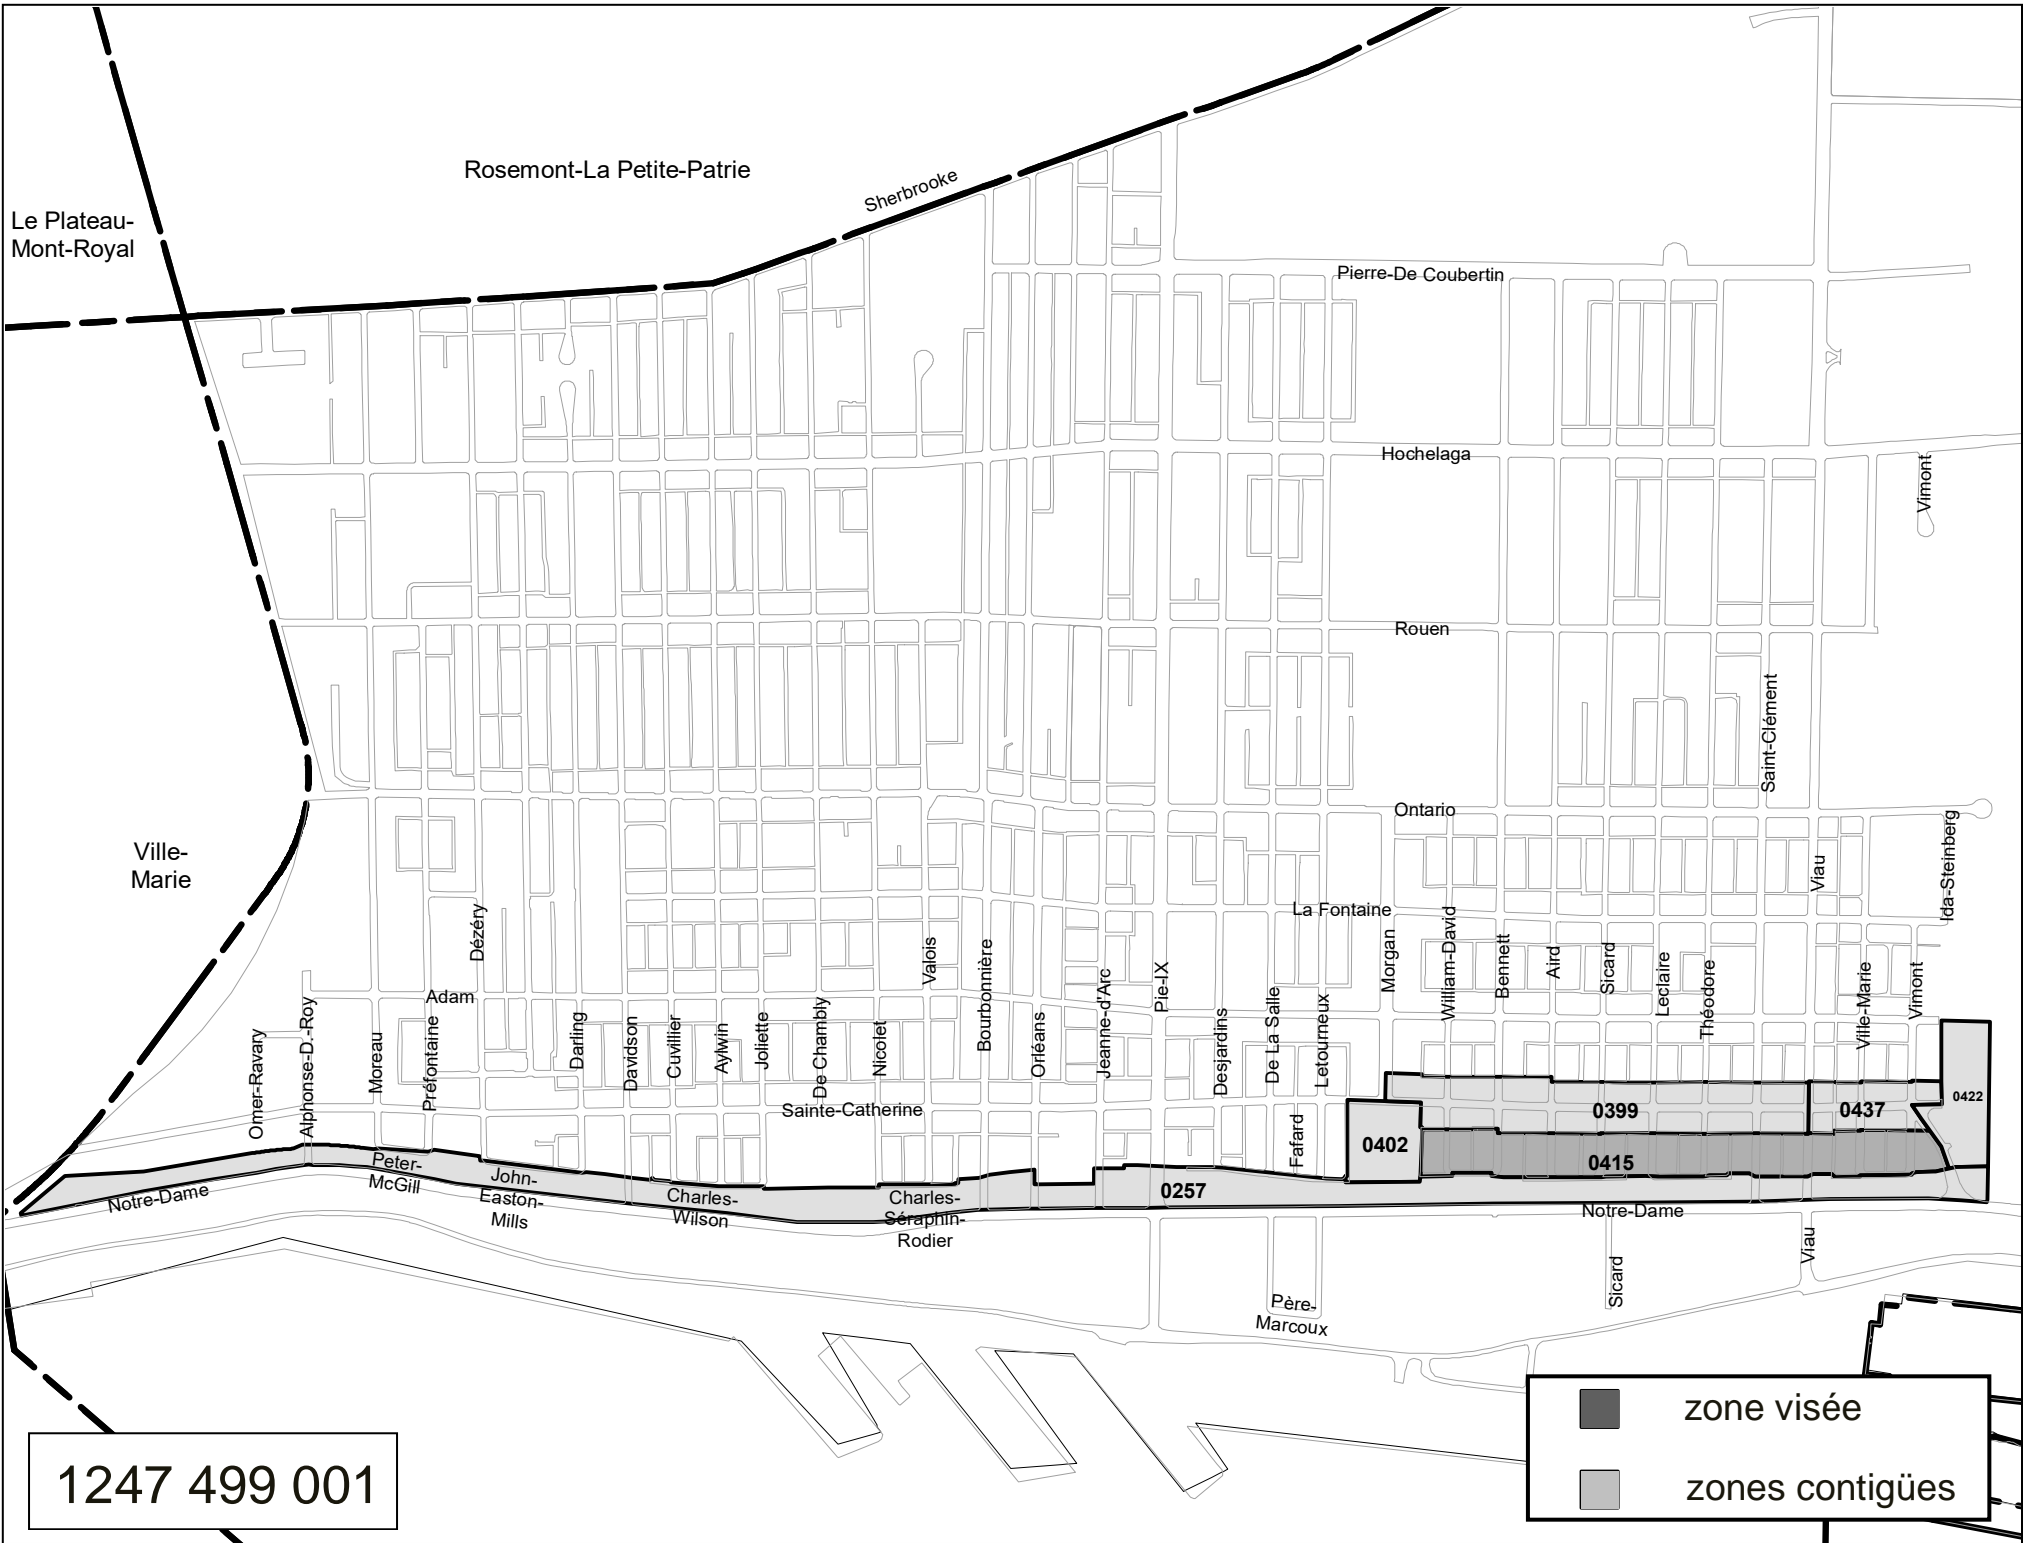 Rosemont-La Petite-Patrie
Sherbrooke
Le Plateau-
Mont-Royal
Pierre-De Coubertin
Hochelaga
Vimont
Rouen
Saint-Clément
Ontario
Ville-
Marie
Viau
Ida-Steinberg
La Fontaine
Dézéry
Valois
Bourbonnière
Jeanne-d'Arc
Pie-IX
Morgan
William-David
Bennett
Aird
Sicard
Leclaire
Théodore
Ville-Marie
Vimont
Adam
Omer-Ravary
Alphonse-D.-Roy
Moreau
Préfontaine
Darling
Davidson
Cuvillier
Aylwin
Joliette
De Chambly
Nicolet
Orléans
Desjardins
De La Salle
Letourneux
Sainte-Catherine
Fafard
0399
0437
0422
0402
0415
0257
Peter-
McGill
John-
Easton-
Mills
Notre-Dame
Charles-
Wilson
Charles-
Séraphin-
Rodier
Notre-Dame
Sicard
Viau
Père-
Marcoux
zone visée
zones contigües
1247 499 001